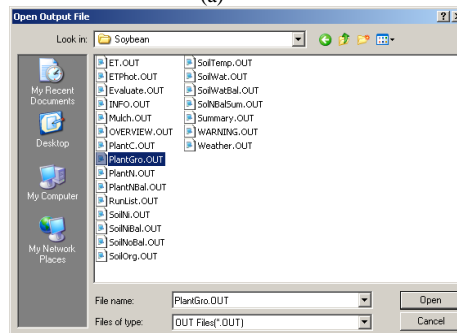 (a)
Open Output File
Look in: Soybean
My Recent Documents
Desktop
My Computer
My Network Places
ET.OUT
ETPhot.OUT
Evaluate.OUT
INFO.OUT
Mulch.OUT
OVERVIEW.OUT
PlantC.OUT
PlantGro.OUT
PlantN.OUT
PlantNBal.OUT
RunList.OUT
SoilNi.OUT
SoilNiBal.OUT
SoilNoBal.OUT
SoilOrg.OUT
SoilTemp.OUT
SoilWat.OUT
SoilWatBal.OUT
SolNBalSum.OUT
Summary.OUT
WARNING.OUT
Weather.OUT
File name: PlantGro.OUT Open
Files of type: OUT Files(*.OUT) Cancel